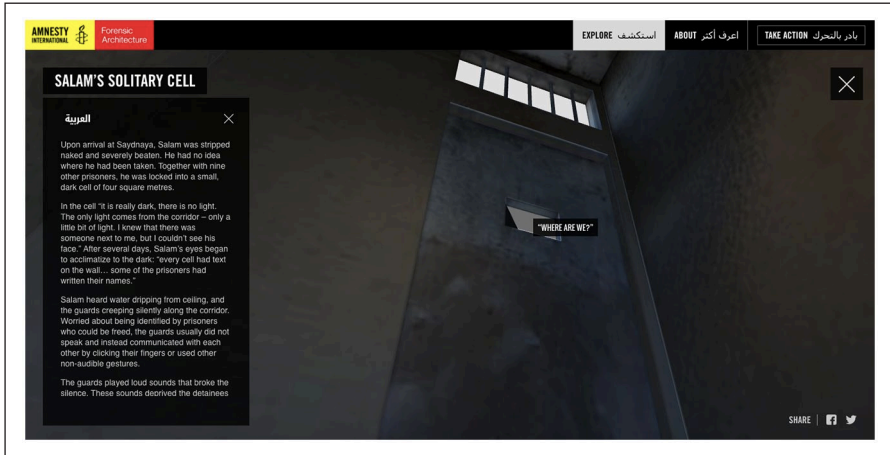 AMNESTY
INTERNATIONAL
Forensic
Architecture
EXPLORE استكشف
ABOUT اعرف أكثر
TAKE ACTION بادر بالتحرك
SALAM'S SOLITARY CELL
العربية
Upon arrival at Saydnaya, Salam was stripped
naked and severely beaten. He had no idea
where he had been taken. Together with nine
other prisoners, he was locked into a small,
dark cell of four square metres.
In the cell “it is really dark, there is no light.
The only light comes from the corridor – only a
little bit of light. I knew that there was
someone next to me, but I couldn’t see his
face.” After several days, Salam’s eyes began
to acclimatize to the dark: “every cell had text
on the wall… some of the prisoners had
written their names.”
Salam heard water dripping from ceiling, and
the guards creeping silently along the corridor.
Worried about being identified by prisoners
who could be freed, the guards usually did not
speak and instead communicated with each
other by clicking their fingers or used other
non-audible gestures.
The guards played loud sounds that broke the
silence. These sounds deprived the detainees
“WHERE ARE WE?”
SHARE